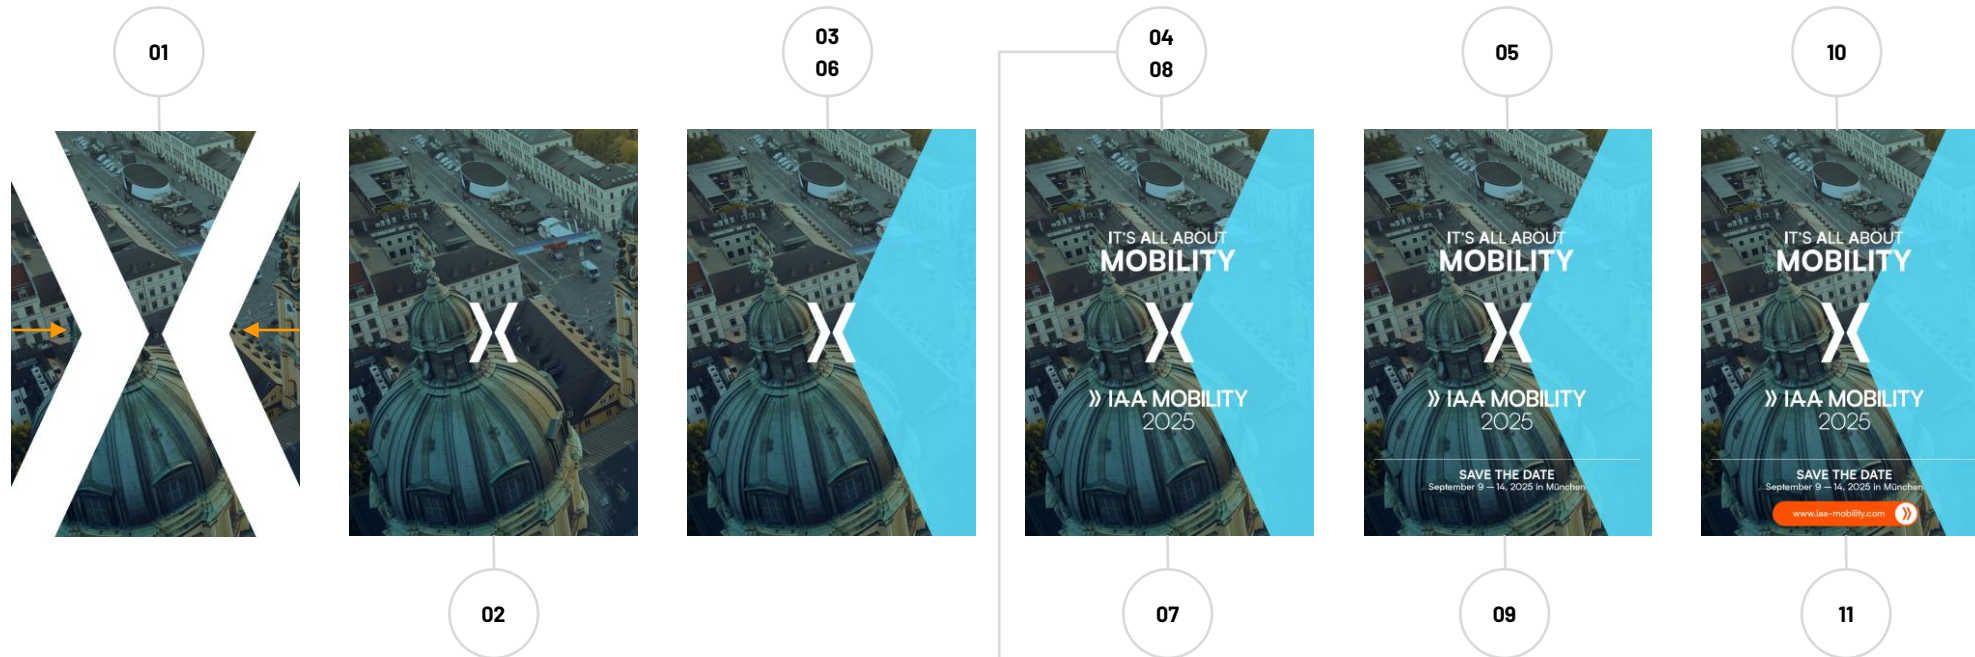 01
03
06
04
08
05
10
IT'S ALL ABOUT
MOBILITY
IAA MOBILITY
2025
IT'S ALL ABOUT
MOBILITY
IAA MOBILITY
2025
SAVE THE DATE
September 9 – 14, 2025 in München
IT'S ALL ABOUT
MOBILITY
IAA MOBILITY
2025
SAVE THE DATE
September 9 – 14, 2025 in München
www.iaa-mobility.com
02
07
09
11